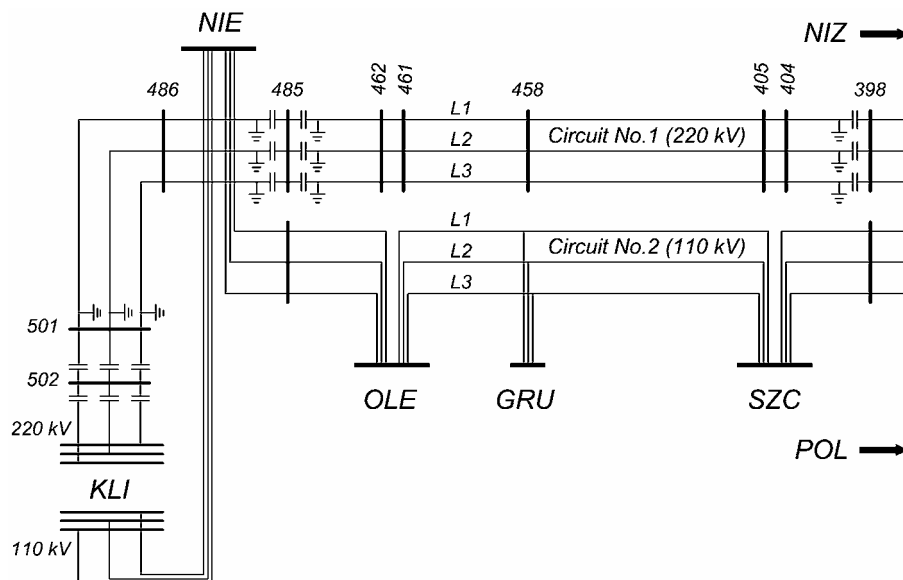 NIE
NIZ
486
485
462
461
458
405
404
398
L1
L2
Circuit No.1 (220 kV)
L3
L1
L2
Circuit No.2 (110 kV)
L3
501
502
OLE
GRU
SZC
220 kV
POL
KLI
110 kV